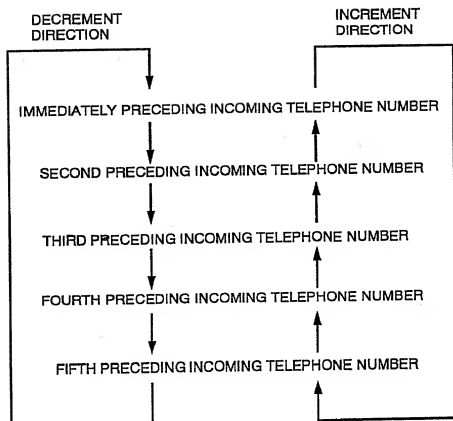 DECREMENT
DIRECTION
INCREMENT
DIRECTION
IMMEDIATELY PRECEDING INCOMING TELEPHONE NUMBER
SECOND PRECEDING INCOMING TELEPHONE NUMBER
THIRD PRECEDING INCOMING TELEPHONE NUMBER
FOURTH PRECEDING INCOMING TELEPHONE NUMBER
FIFTH PRECEDING INCOMING TELEPHONE NUMBER